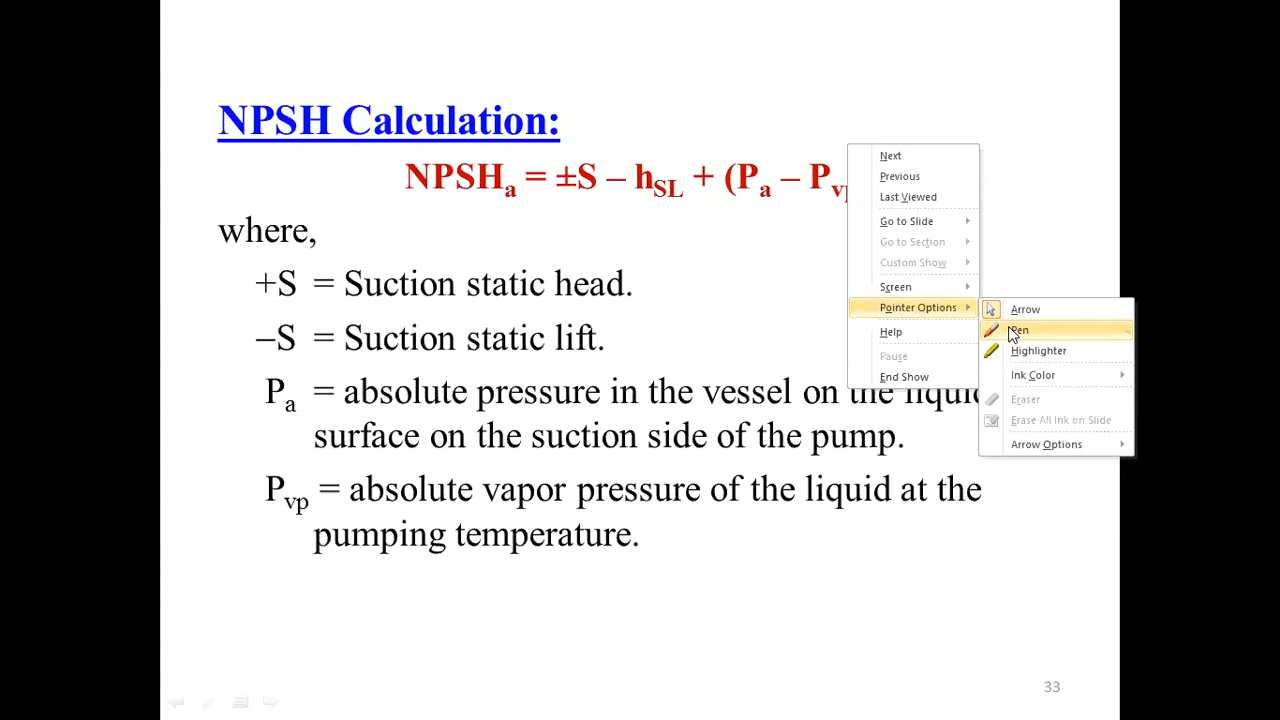 NPSH Calculation:
NPSHa = ±S – hSL + (Pa – Pvp
where,
+S = Suction static head.
–S = Suction static lift.
Pa = absolute pressure in the vessel on the liquid
surface on the suction side of the pump.
Pvp = absolute vapor pressure of the liquid at the
pumping temperature.
Next
Previous
Last Viewed
Go to Slide
Go to Section
Custom Show
Screen
Pointer Options
Help
Pause
End Show
Arrow
Pen
Highlighter
Ink Color
Eraser
Erase All Ink on Slide
Arrow Options
33